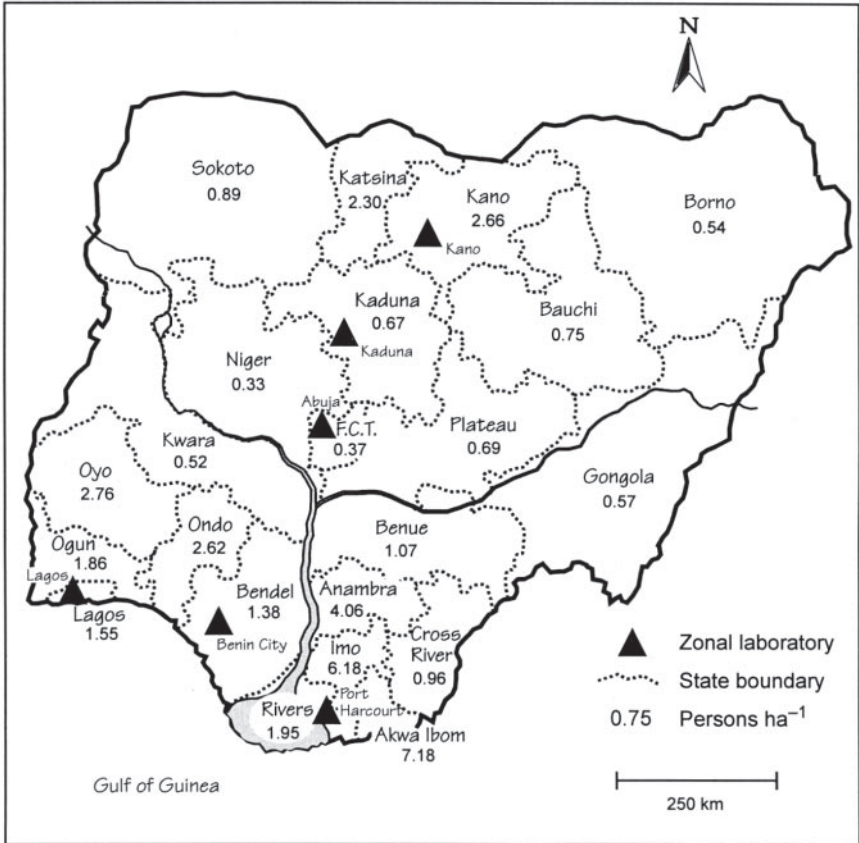 N
Sokoto
0.89
Katsina
2.30
Kano
2.66
Kano
Borno
0.54
Kaduna
0.67
Kaduna
Bauchi
0.75
Niger
0.33
Abuja
F.C.T.
0.37
Plateau
0.69
Kwara
0.52
Oyo
2.76
Gongola
0.57
Ondo
2.62
Benue
1.07
Ogun
1.86
Lagos
Lagos
1.55
Bendel
1.38
Benin City
Anambra
4.06
Cross
River
0.96
Imo
6.18
Port
Harcourt
Rivers
1.95
Akwa Ibom
7.18
Zonal laboratory
State boundary
0.75 Persons ha⁻¹
Gulf of Guinea
250 km